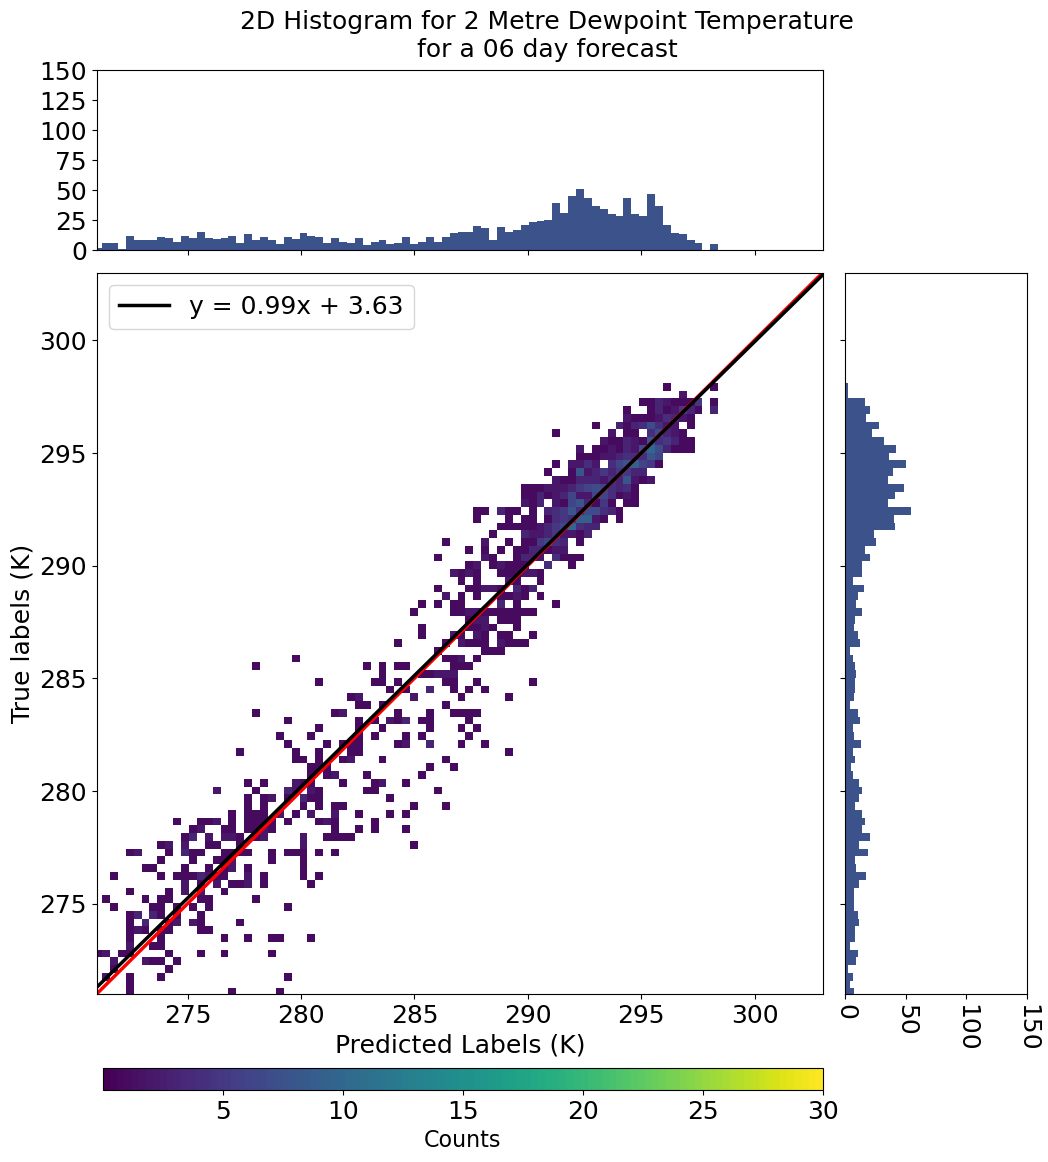 2D Histogram for 2 Metre Dewpoint Temperature
for a 06 day forecast
150
125
100
75
50
25
0
y = 0.99x + 3.63
True labels (K)
300
295
290
285
280
275
275 280 285 290 295 300
Predicted Labels (K)
0 50 100 150
5 10 15 20 25 30
Counts